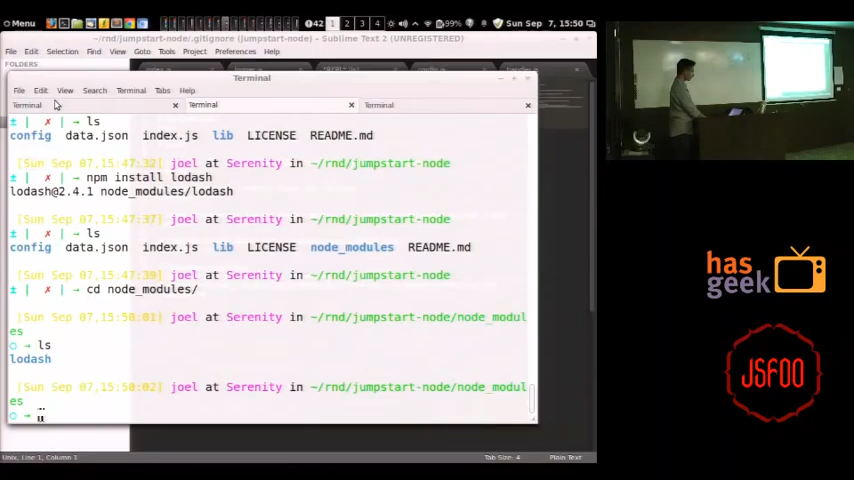 Menu 42 1 2 3 4 99% Sun Sep 7, 15:50
~/rnd/jumpstart-node/.gitignore (jumpstart-node) - Sublime Text 2 (UNREGISTERED)
File Edit Selection Find View Goto Tools Project Preferences Help
FOLDERS
Terminal
File Edit View Search Terminal Tabs Help
Terminal × Terminal × Terminal ×
± | ✗ | → ls
config data.json index.js lib LICENSE README.md
[Sun Sep 07,15:47:32] joel at Serenity in ~/rnd/jumpstart-node
± | ✗ | → npm install lodash
lodash@2.4.1 node_modules/lodash
[Sun Sep 07,15:47:37] joel at Serenity in ~/rnd/jumpstart-node
± | ✗ | → ls
config data.json index.js lib LICENSE node_modules README.md
[Sun Sep 07,15:47:39] joel at Serenity in ~/rnd/jumpstart-node
± | ✗ | → cd node_modules/
[Sun Sep 07,15:50:01] joel at Serenity in ~/rnd/jumpstart-node/node_modul
es
○ → ls
lodash
[Sun Sep 07,15:50:02] joel at Serenity in ~/rnd/jumpstart-node/node_modul
es
○ →
Unix, Line 1, Column 1 Tab Size: 4 Plain Text
has
geek
JSFOO